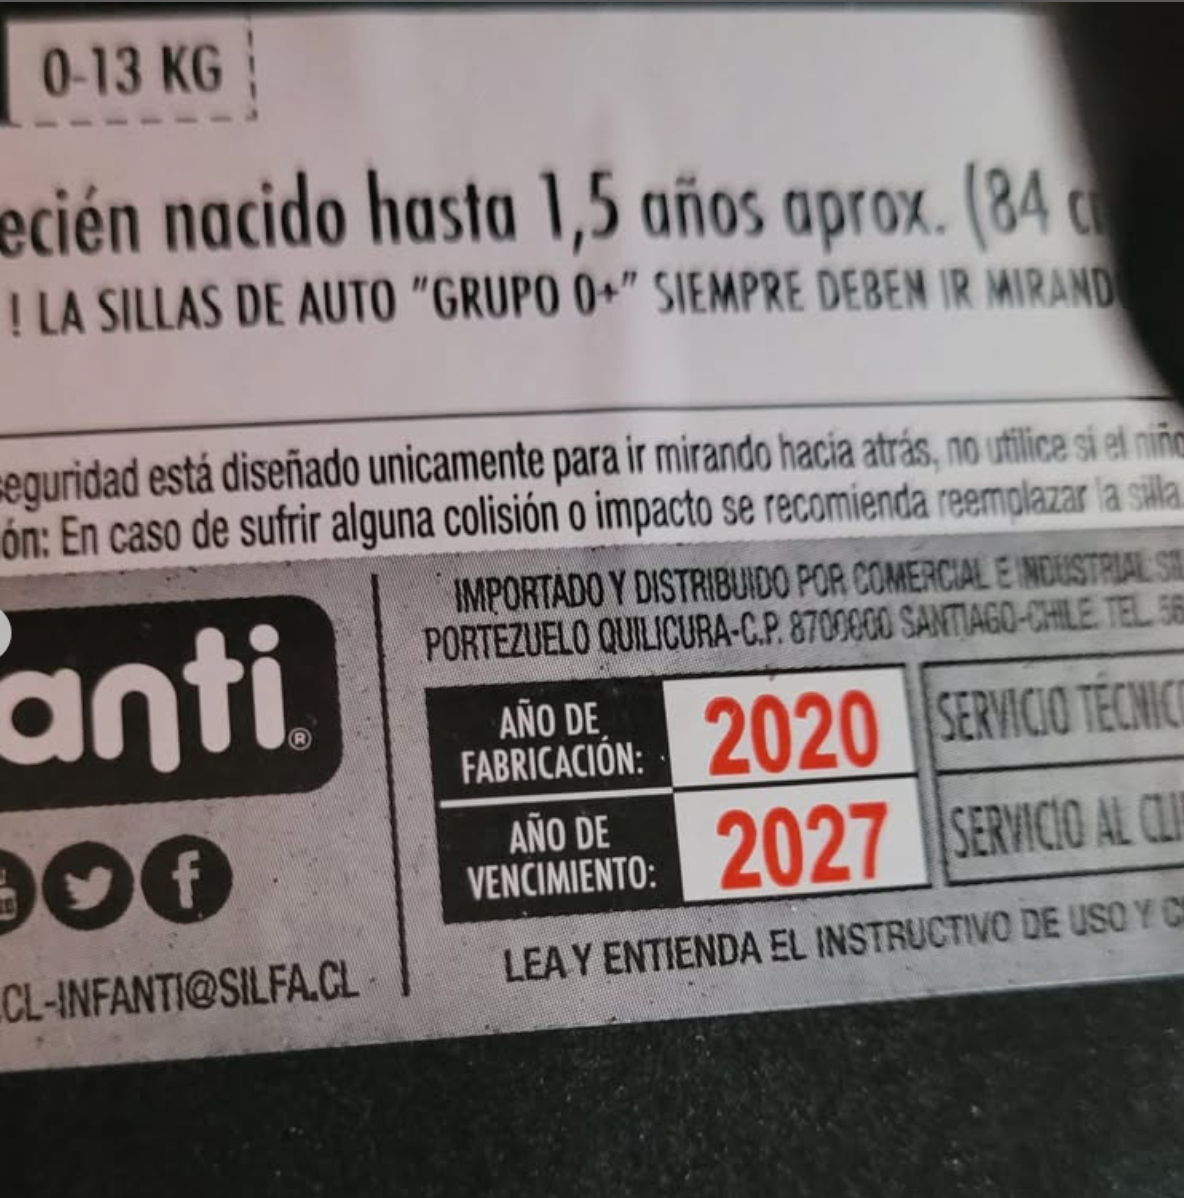 0-13 KG
ecién nacido hasta 1,5 años aprox. (84
! LA SILLAS DE AUTO "GRUPO 0+" SIEMPRE DEBEN IR MIRAND
seguridad está diseñado unicamente para ir mirando hacia atrás, no utilice si el niño
ón: En caso de sufrir alguna colisión o impacto se recomienda reemplazar la silla
IMPORTADO Y DISTRIBUIDO POR COMERCIAL E INDUSTRIAL
PORTEZUELO QUILICURA-C.P. 8700000 SANTIAGO-CHILE TEL. 56
anti®
AÑO DE FABRICACIÓN: 2020
AÑO DE VENCIMIENTO: 2027
SERVICIO TÉCNIC
SERVICIO AL CLI
LEA Y ENTIENDA EL INSTRUCTIVO DE USO Y
CL-INFANTI@SILFA.CL